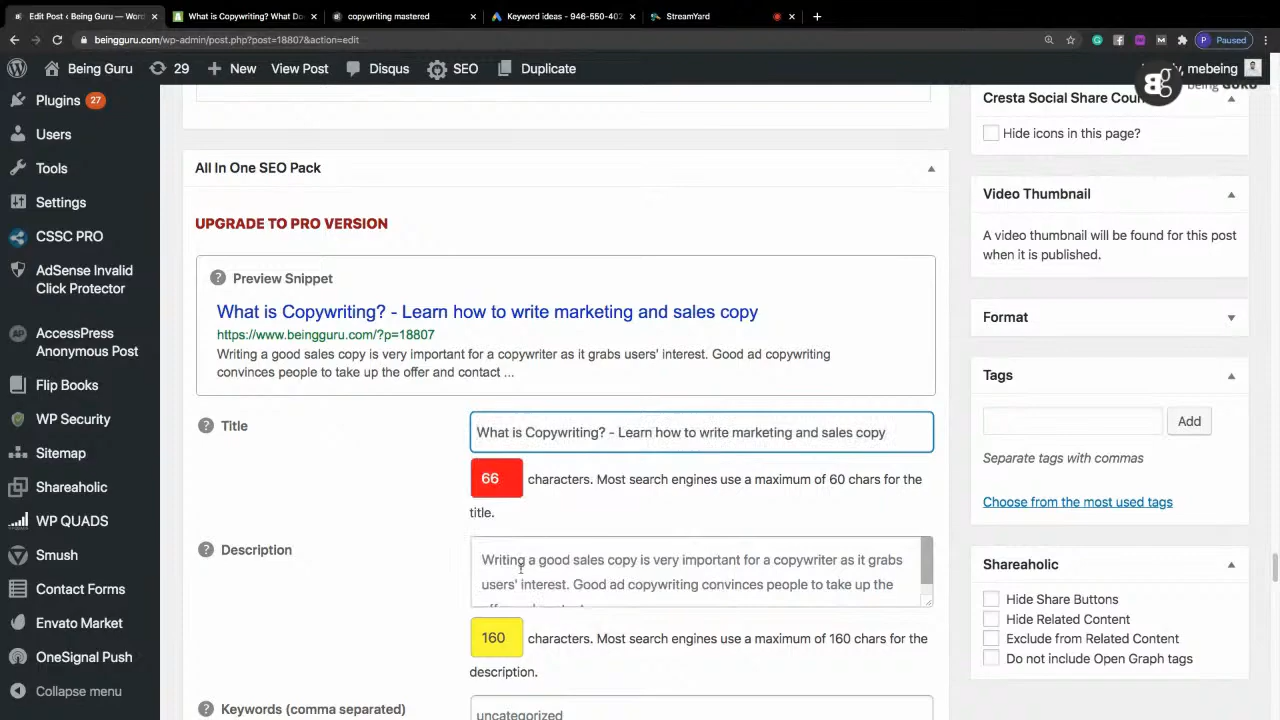 Edit Post ‹ Being Guru — Wor
What is Copywriting? What Do
copywriting mastered
Keyword ideas - 946-550-407
StreamYard
beingguru.com/wp-admin/post.php?post=18807&action=edit
P Paused
Being Guru 29 New View Post Disqus SEO Duplicate mebeing
Being GURU
Plugins 27
Users
Tools
Settings
CSSC PRO
AdSense Invalid
Click Protector
AccessPress
Anonymous Post
Flip Books
WP Security
Sitemap
Shareaholic
WP QUADS
Smush
Contact Forms
Envato Market
OneSignal Push
Collapse menu
All In One SEO Pack
UPGRADE TO PRO VERSION
Preview Snippet
What is Copywriting? - Learn how to write marketing and sales copy
https://www.beingguru.com/?p=18807
Writing a good sales copy is very important for a copywriter as it grabs users' interest. Good ad copywriting
convinces people to take up the offer and contact ...
Title
What is Copywriting? - Learn how to write marketing and sales copy
66 characters. Most search engines use a maximum of 60 chars for the
title.
Description
Writing a good sales copy is very important for a copywriter as it grabs
users' interest. Good ad copywriting convinces people to take up the
160 characters. Most search engines use a maximum of 160 chars for the
description.
Keywords (comma separated)
uncategorized
Cresta Social Share Coun
Hide icons in this page?
Video Thumbnail
A video thumbnail will be found for this post
when it is published.
Format
Tags
Add
Separate tags with commas
Choose from the most used tags
Shareaholic
Hide Share Buttons
Hide Related Content
Exclude from Related Content
Do not include Open Graph tags